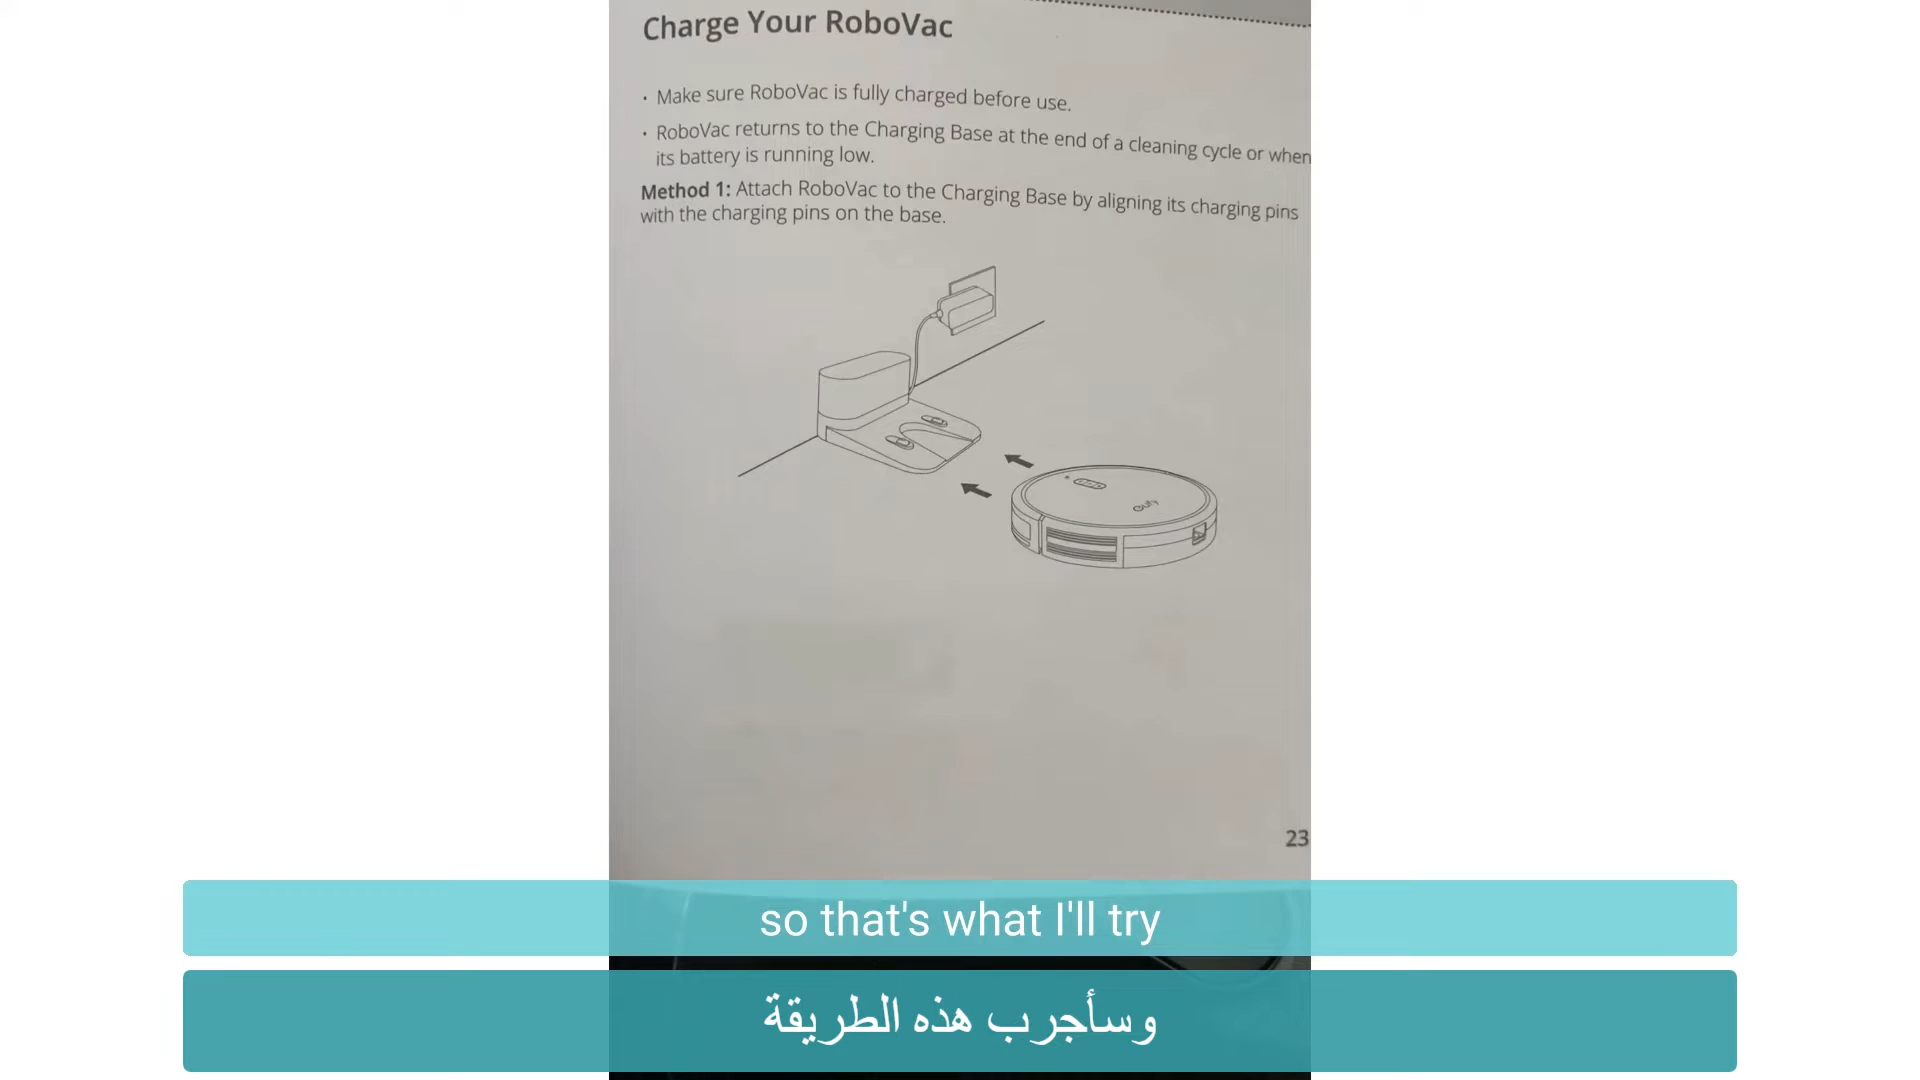 Charge Your RoboVac
· Make sure RoboVac is fully charged before use.
· RoboVac returns to the Charging Base at the end of a cleaning cycle or when
its battery is running low.
Method 1: Attach RoboVac to the Charging Base by aligning its charging pins
with the charging pins on the base.
eufy
23
so that's what I'll try
وسأجرب هذه الطريقة